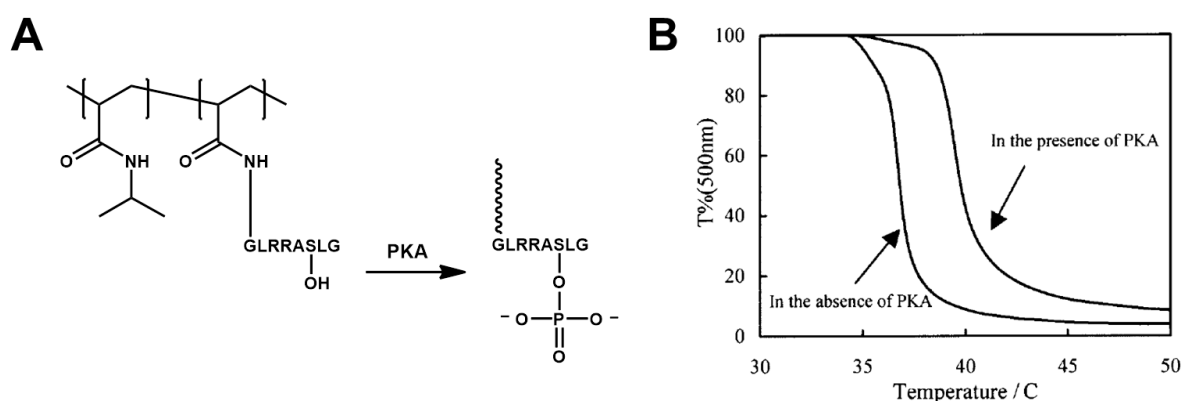 A
O
NH
O
NH
GLRRASLG
OH
PKA
GLRRASLG
O
− O P O −
O
B
T%(500nm)
100
80
60
40
20
0
In the presence of PKA
In the absence of PKA
30 35 40 45 50
Temperature / C